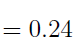 = 0.24